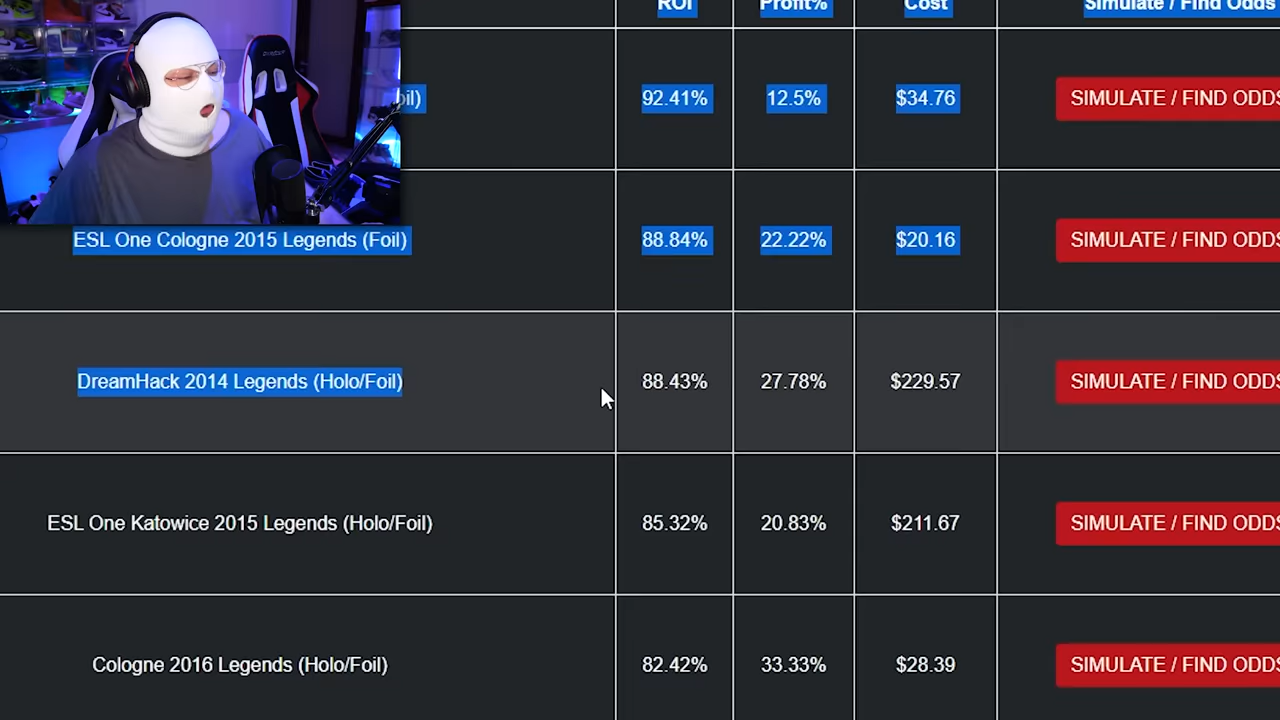 ROI Profit% Cost Simulate / Find Odds
oil) 92.41% 12.5% $34.76 SIMULATE / FIND ODDS
ESL One Cologne 2015 Legends (Foil) 88.84% 22.22% $20.16 SIMULATE / FIND ODDS
DreamHack 2014 Legends (Holo/Foil) 88.43% 27.78% $229.57 SIMULATE / FIND ODDS
ESL One Katowice 2015 Legends (Holo/Foil) 85.32% 20.83% $211.67 SIMULATE / FIND ODDS
Cologne 2016 Legends (Holo/Foil) 82.42% 33.33% $28.39 SIMULATE / FIND ODDS